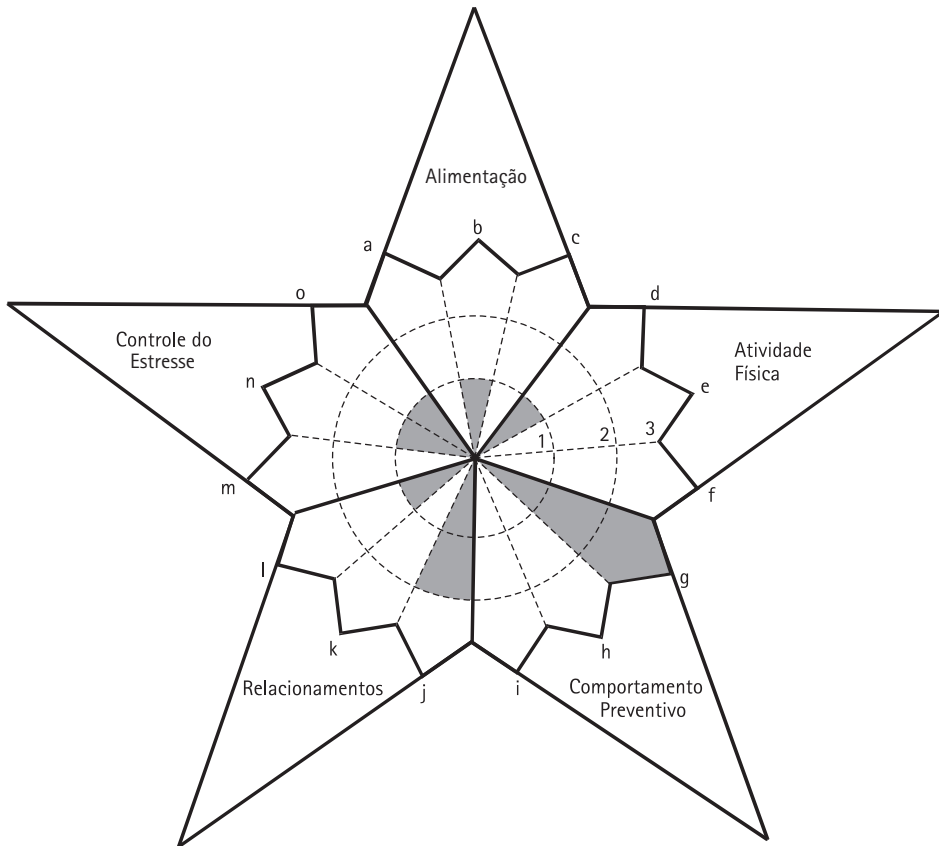 Alimentação
b
a
c
o
d
Controle do
Estresse
Atividade
Física
n
e
1
2
3
m
f
l
g
k
h
Relacionamentos
j
i
Comportamento
Preventivo